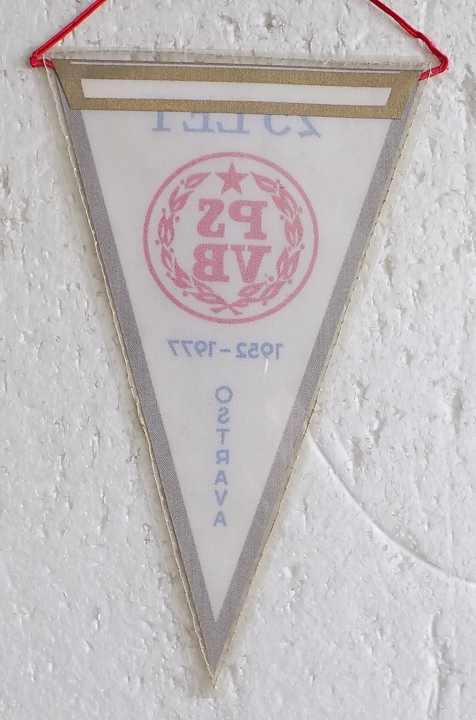 25 LET
PS
VB
1952-1977
OSTRAVA